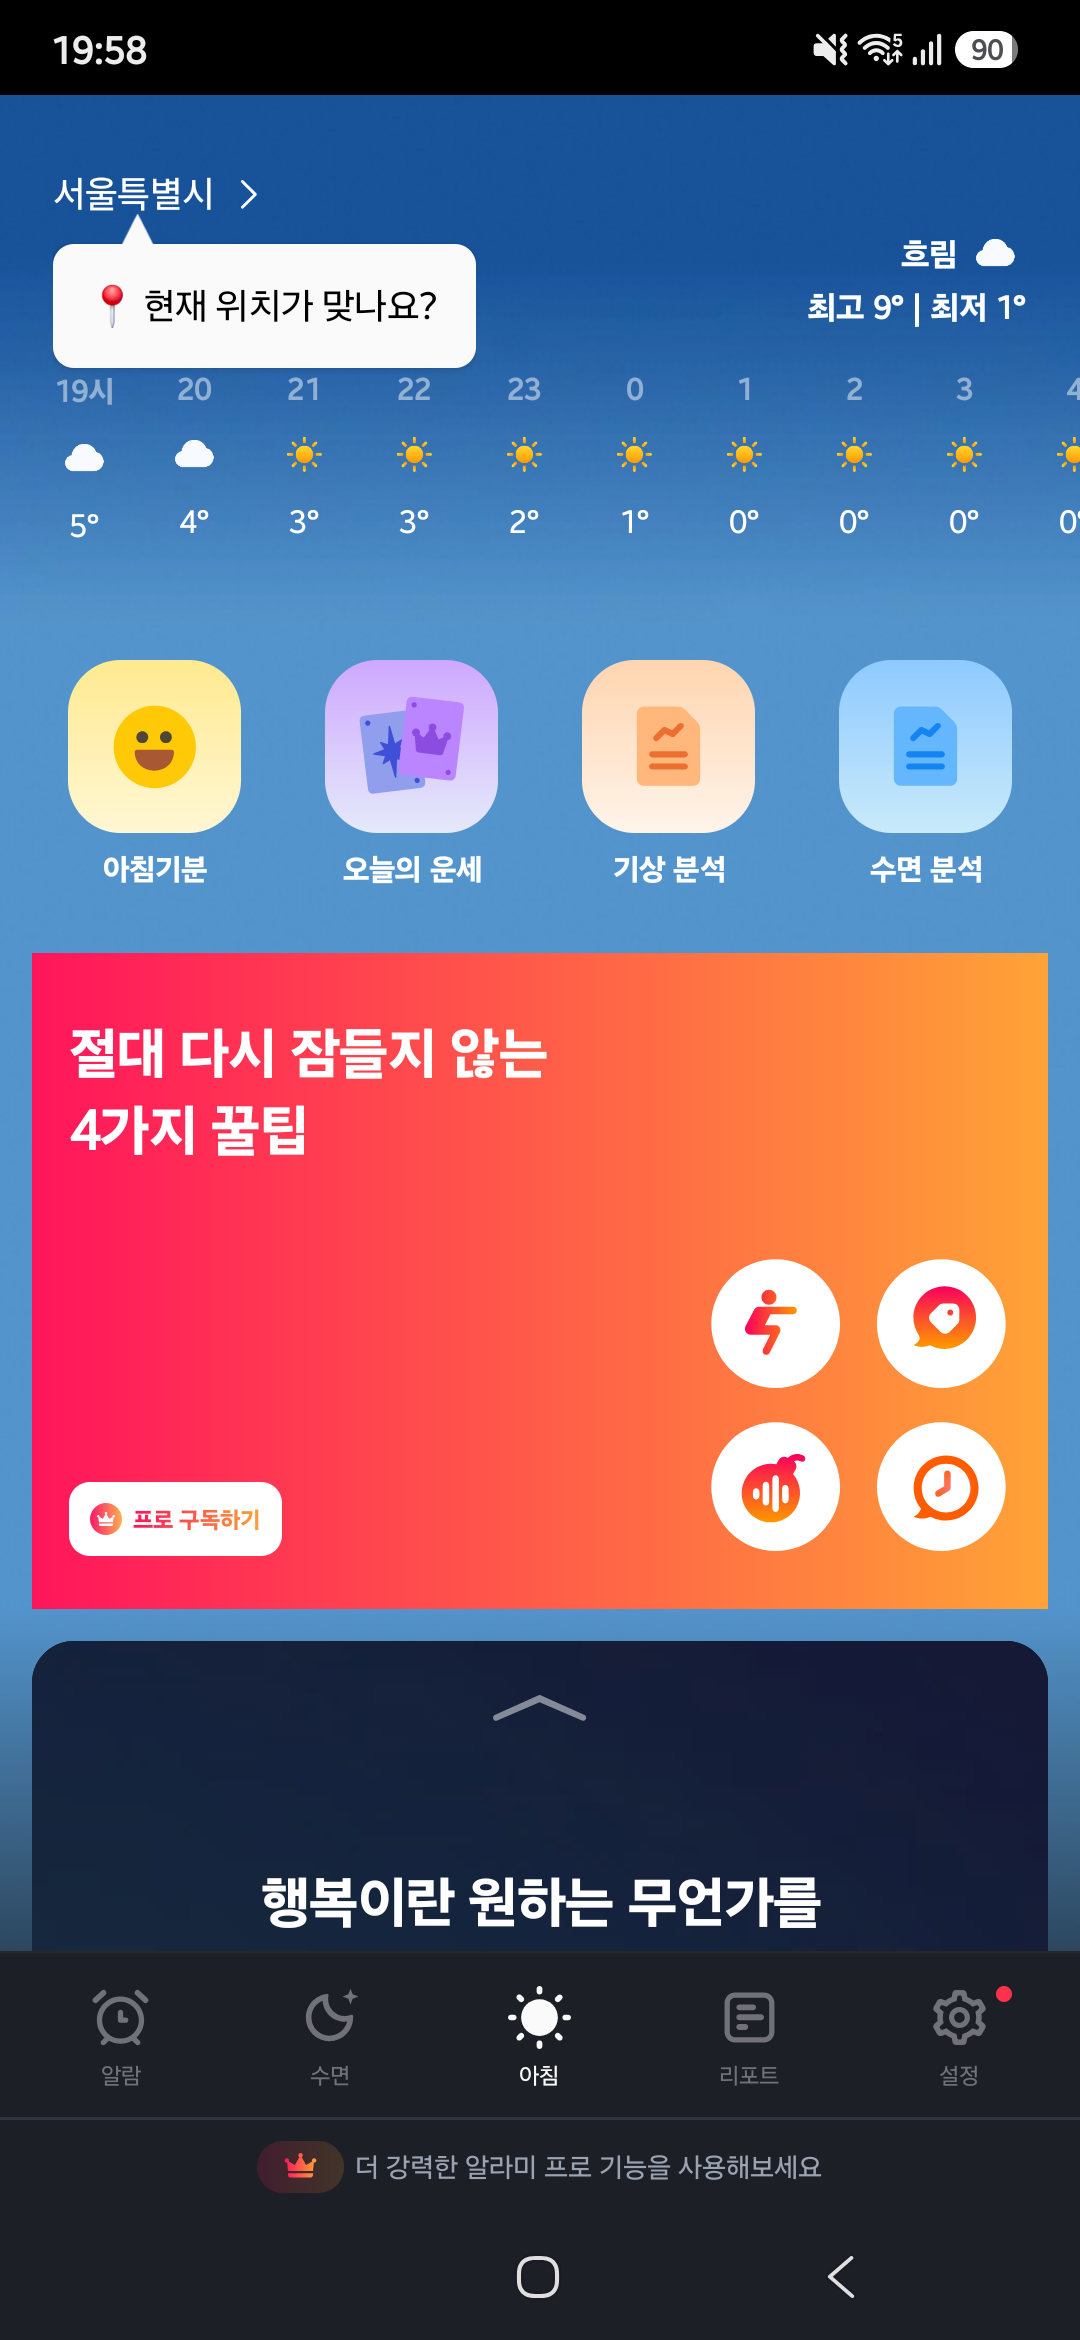 19:58
5
90
서울특별시
현재 위치가 맞나요?
흐림
최고 9° | 최저 1°
19시 20 21 22 23 0 1 2 3 4
5° 4° 3° 3° 2° 1° 0° 0° 0° 0°
아침기분 오늘의 운세 기상 분석 수면 분석
절대 다시 잠들지 않는
4가지 꿀팁
프로 구독하기
행복이란 원하는 무언가를
알람 수면 아침 리포트 설정
더 강력한 알라미 프로 기능을 사용해보세요